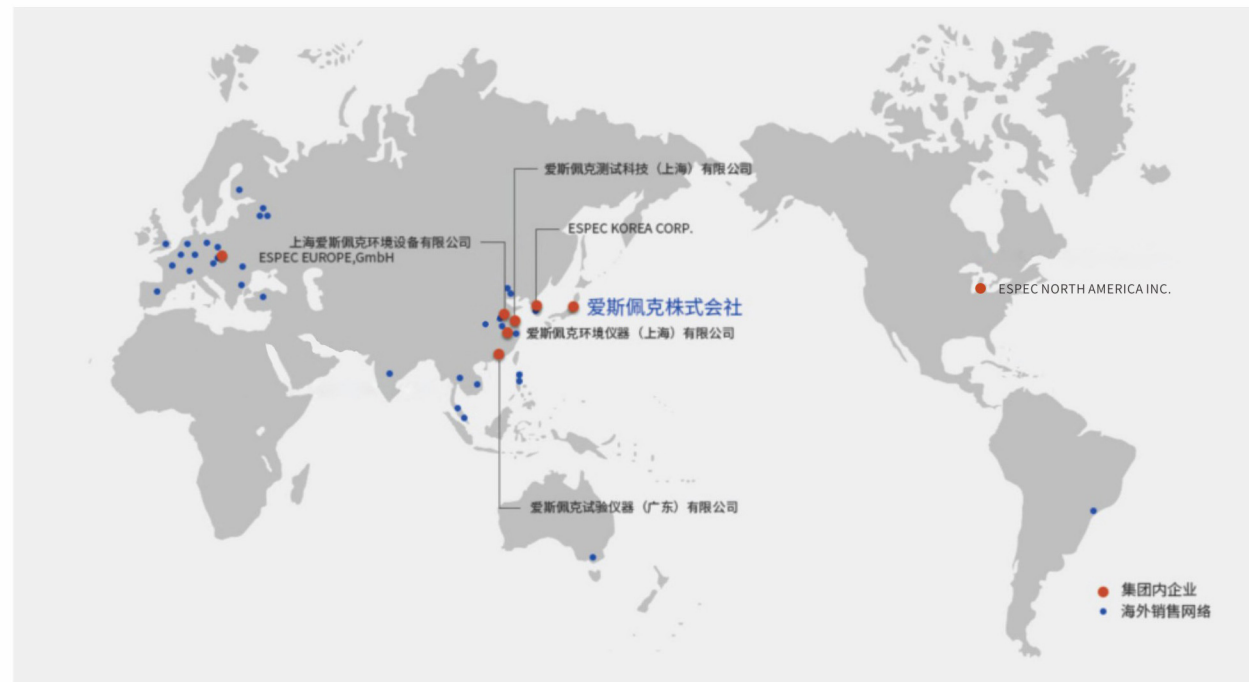 爱斯佩克测试科技（上海）有限公司
ESPEC KOREA CORP.
上海爱斯佩克环境设备有限公司
ESPEC EUROPE,GmbH
ESPEC NORTH AMERICA INC.
爱斯佩克株式会社
爱斯佩克环境仪器（上海）有限公司
爱斯佩克试验仪器（广东）有限公司
集团内企业
海外销售网络